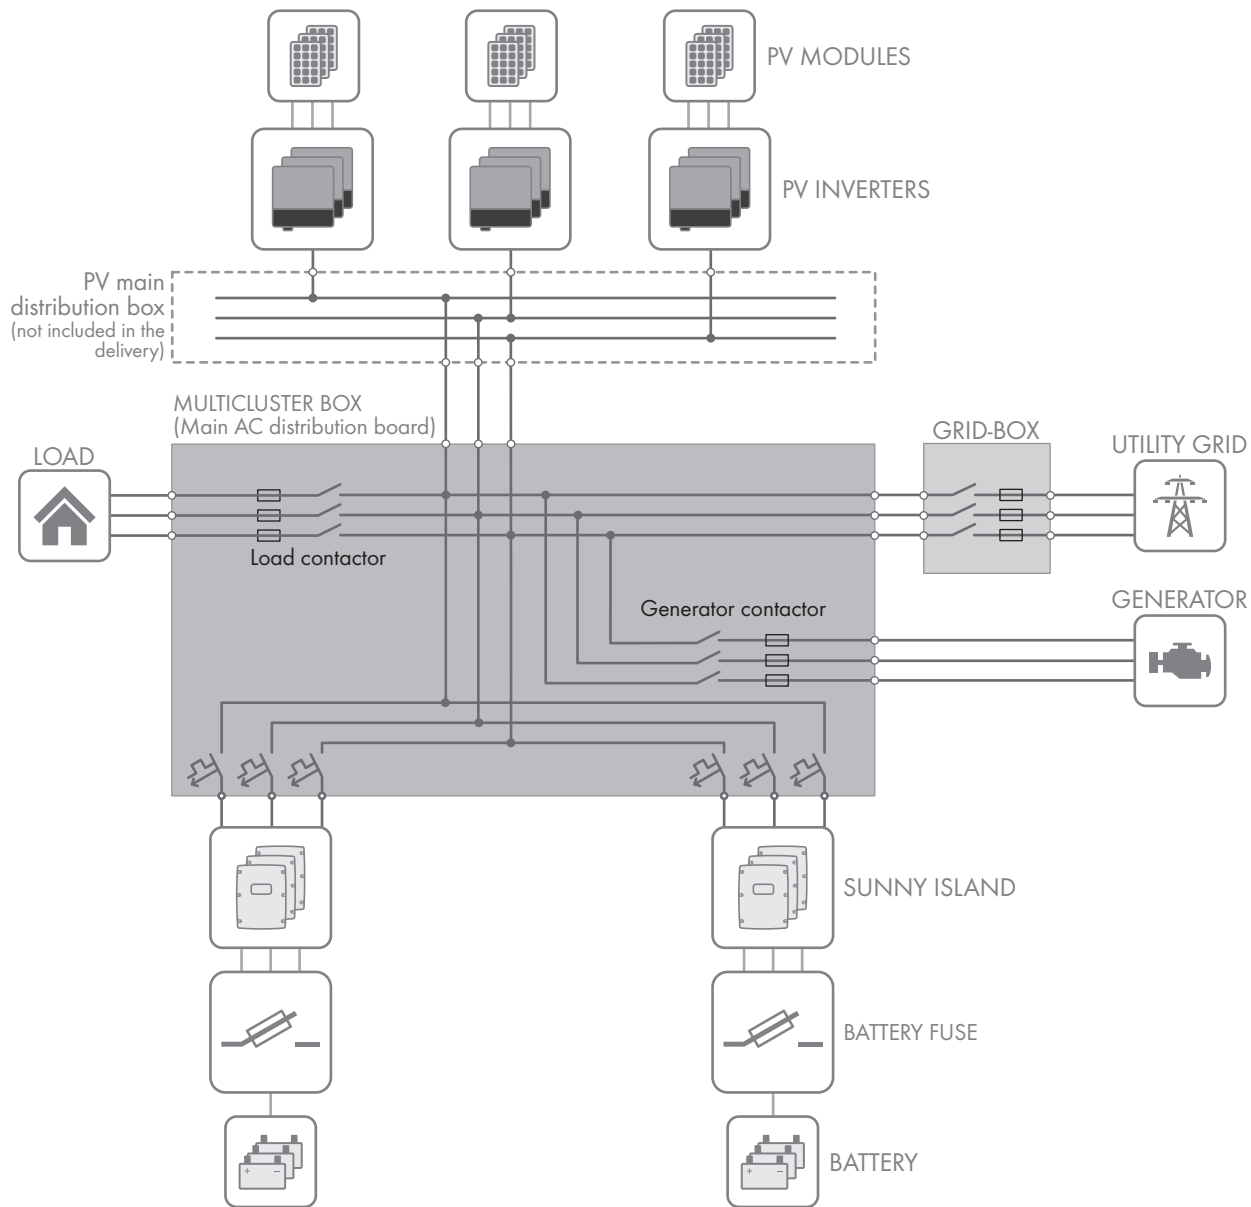 PV MODULES
PV INVERTERS
PV main
distribution box
(not included in the
delivery)
MULTICLUSTER BOX
(Main AC distribution board)
LOAD
GRID-BOX
UTILITY GRID
Load contactor
GENERATOR
Generator contactor
SUNNY ISLAND
BATTERY FUSE
BATTERY